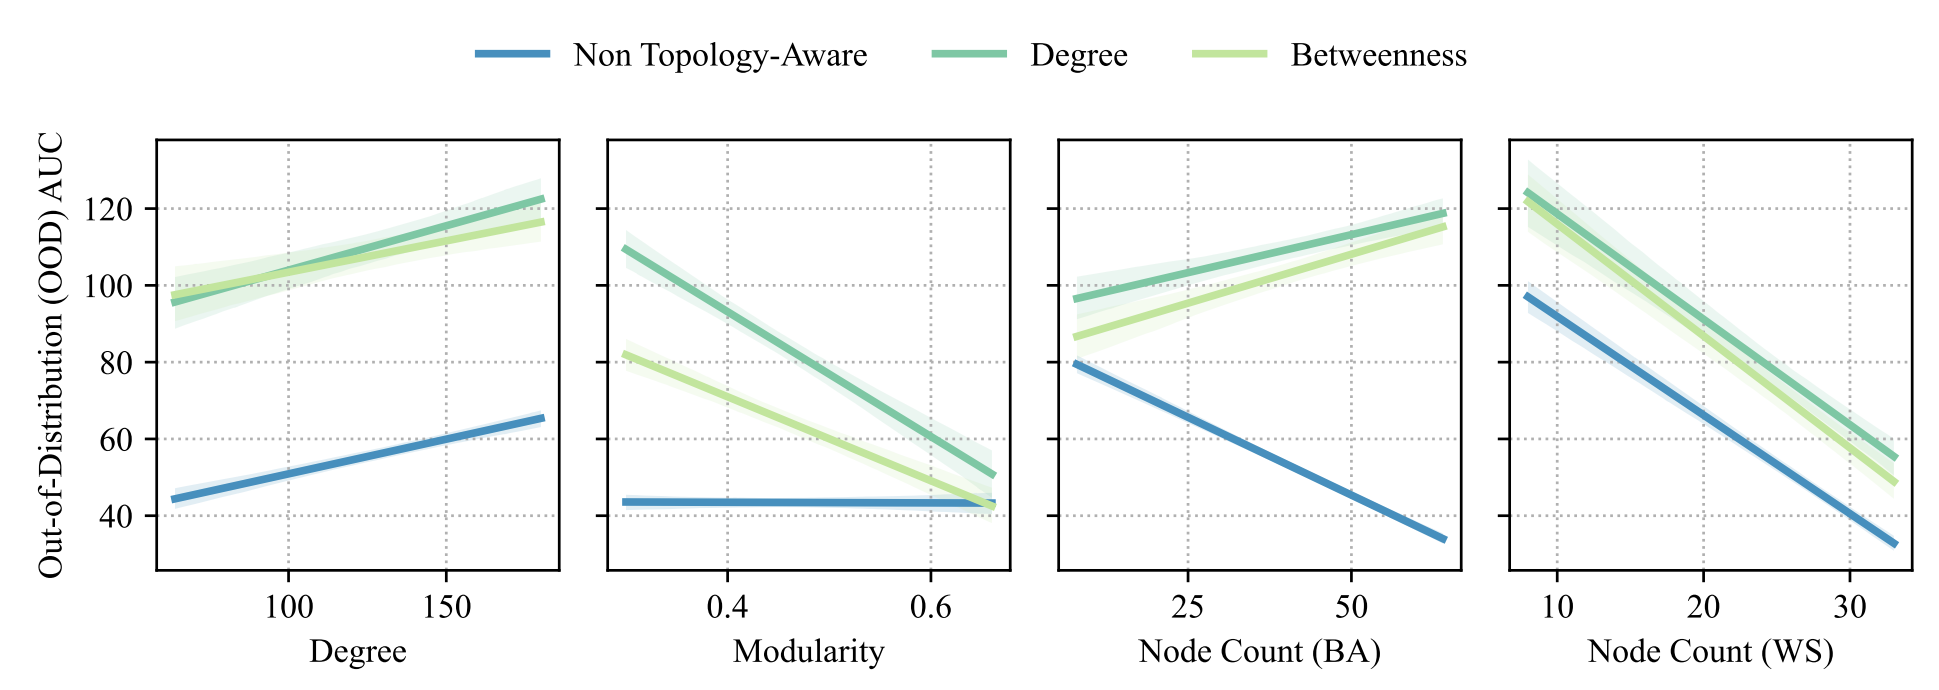 Non Topology-Aware Degree Betweenness
Out-of-Distribution (OOD) AUC
120
100
80
60
40
100 150
Degree
0.4 0.6
Modularity
25 50
Node Count (BA)
10 20 30
Node Count (WS)